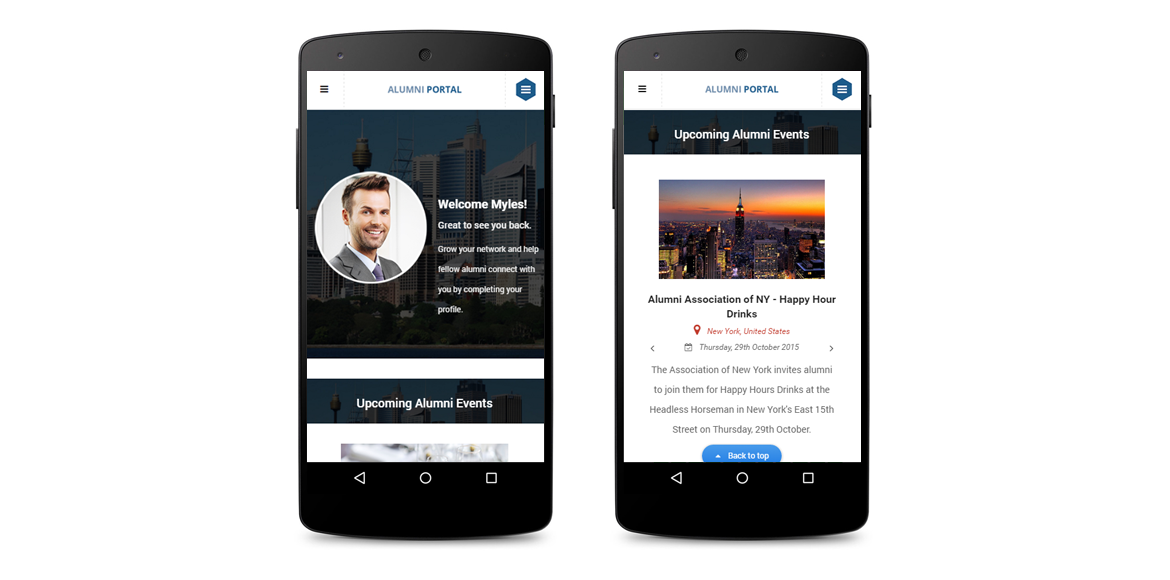 ALUMNI PORTAL
Welcome Myles!
Great to see you back.
Grow your network and help
fellow alumni connect with
you by completing your
profile.
Upcoming Alumni Events
ALUMNI PORTAL
Upcoming Alumni Events
Alumni Association of NY - Happy Hour
Drinks
New York, United States
Thursday, 29th October 2015
The Association of New York invites alumni
to join them for Happy Hours Drinks at the
Headless Horseman in New York's East 15th
Street on Thursday, 29th October.
Back to top